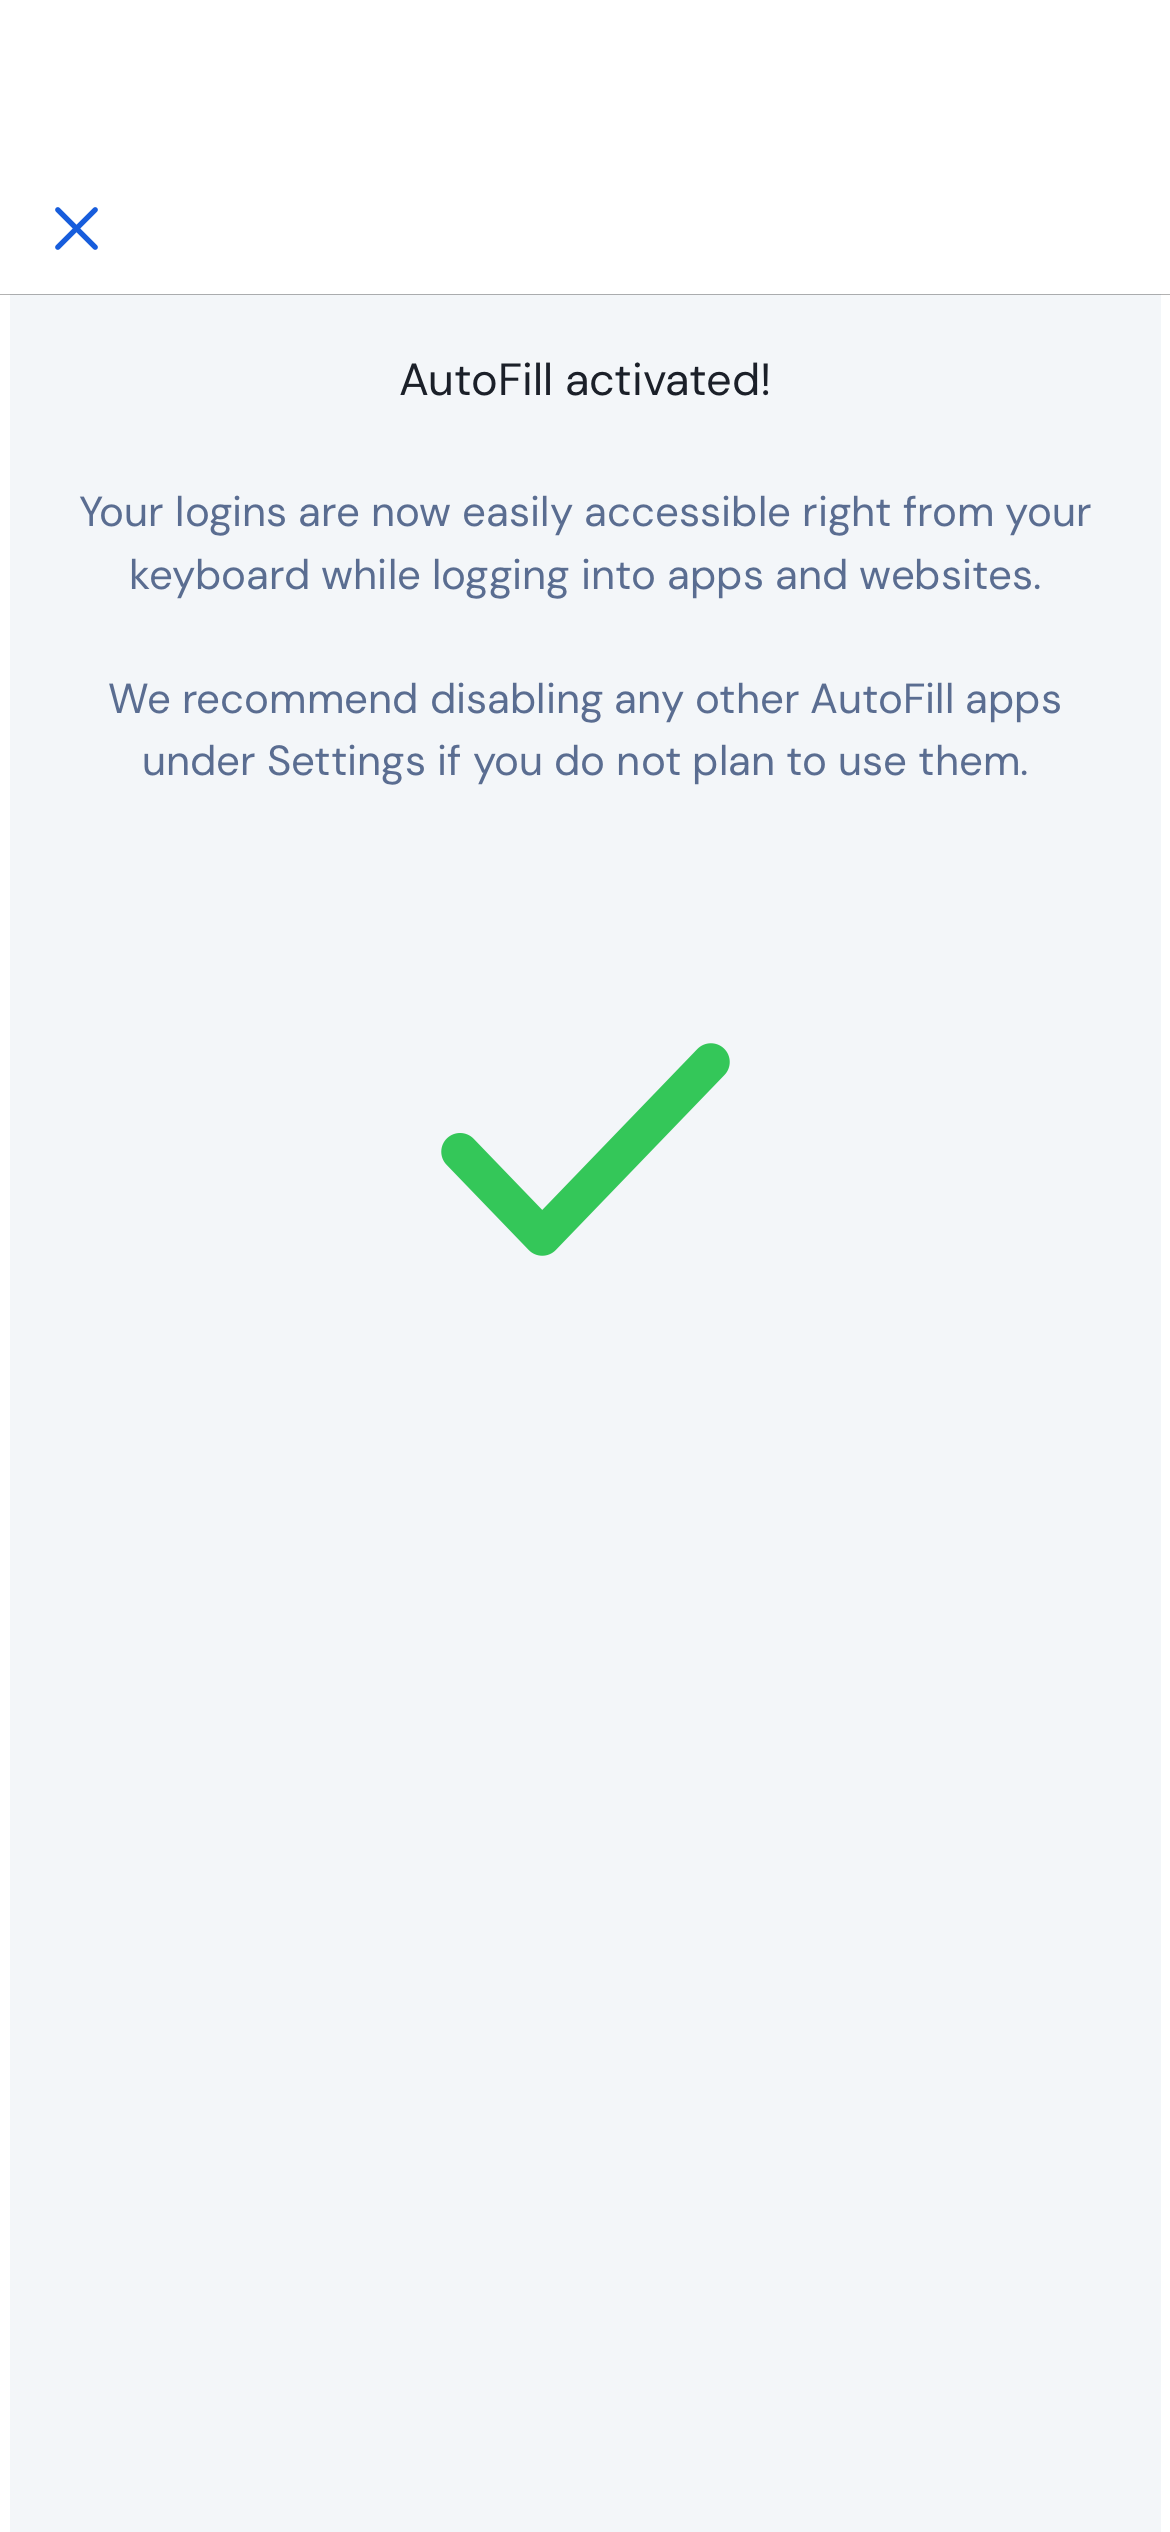 AutoFill activated!
Your logins are now easily accessible right from your
keyboard while logging into apps and websites.
We recommend disabling any other AutoFill apps
under Settings if you do not plan to use them.